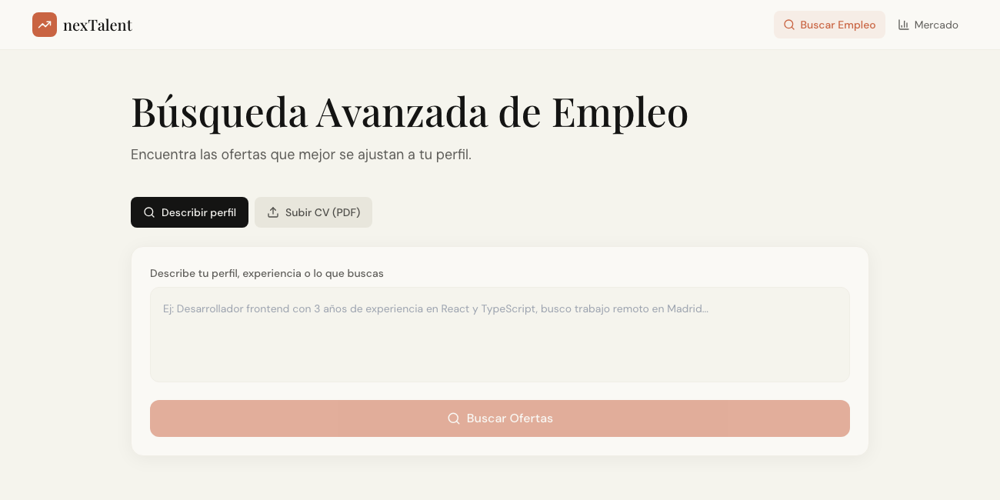 nexTalent
Buscar Empleo
Mercado
Búsqueda Avanzada de Empleo
Encuentra las ofertas que mejor se ajustan a tu perfil.
Describir perfil
Subir CV (PDF)
Describe tu perfil, experiencia o lo que buscas
Ej: Desarrollador frontend con 3 años de experiencia en React y TypeScript, busco trabajo remoto en Madrid...
Buscar Ofertas